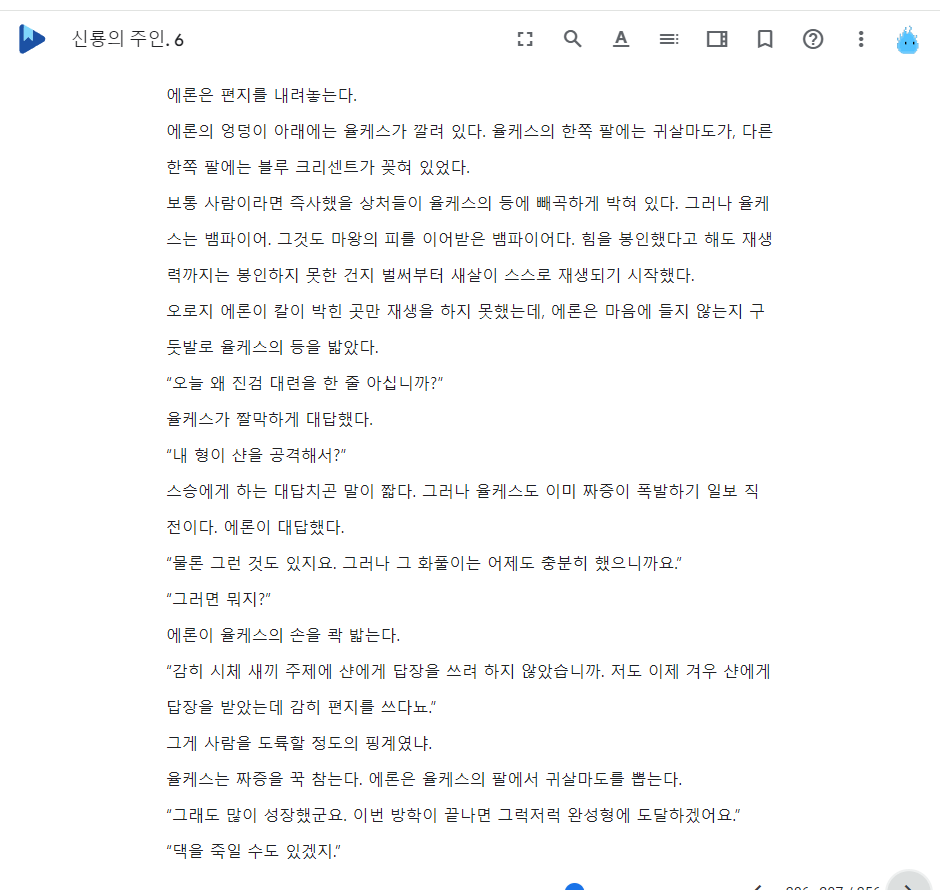 신룡의 주인. 6
에론은 편지를 내려놓는다.
에론의 엉덩이 아래에는 율케스가 깔려 있다. 율케스의 한쪽 팔에는 귀살마도가, 다른
한쪽 팔에는 블루 크리센트가 꽂혀 있었다.
보통 사람이라면 즉사했을 상처들이 율케스의 등에 빼곡하게 박혀 있다. 그러나 율케
스는 뱀파이어. 그것도 마왕의 피를 이어받은 뱀파이어다. 힘을 봉인했다고 해도 재생
력까지는 봉인하지 못한 건지 벌써부터 새살이 스스로 재생되기 시작했다.
오로지 에론이 칼이 박힌 곳만 재생을 하지 못했는데, 에론은 마음에 들지 않는지 구
둣발로 율케스의 등을 밟았다.
“오늘 왜 진검 대련을 한 줄 아십니까?”
율케스가 짤막하게 대답했다.
“내 형이 샨을 공격해서?”
스승에게 하는 대답치곤 말이 짧다. 그러나 율케스도 이미 짜증이 폭발하기 일보 직
전이다. 에론이 대답했다.
“물론 그런 것도 있지요. 그러나 그 화풀이는 어제도 충분히 했으니까요.”
“그러면 뭐지?”
에론이 율케스의 손을 콱 밟는다.
“감히 시체 새끼 주제에 샨에게 답장을 쓰려 하지 않았습니까. 저도 이제 겨우 샨에게
답장을 받았는데 감히 편지를 쓰다뇨.”
그게 사람을 도륙할 정도의 핑계였냐.
율케스는 짜증을 꾹 참는다. 에론은 율케스의 팔에서 귀살마도를 뽑는다.
“그래도 많이 성장했군요. 이번 방학이 끝나면 그럭저럭 완성형에 도달하겠어요.”
“댁을 죽일 수도 있겠지.”